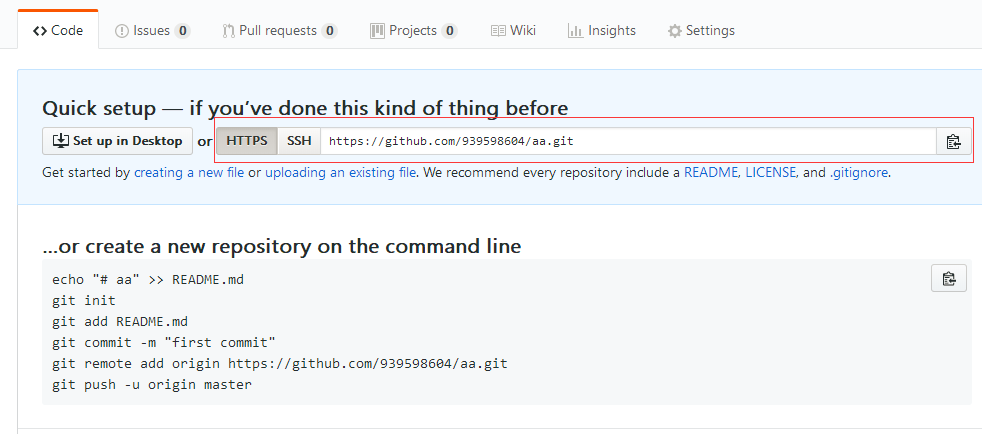 Code Issues 0 Pull requests 0 Projects 0 Wiki Insights Settings
Quick setup — if you’ve done this kind of thing before
Set up in Desktop or HTTPS SSH https://github.com/939598604/aa.git
Get started by creating a new file or uploading an existing file. We recommend every repository include a README, LICENSE, and .gitignore.
…or create a new repository on the command line
echo "# aa" >> README.md
git init
git add README.md
git commit -m "first commit"
git remote add origin https://github.com/939598604/aa.git
git push -u origin master